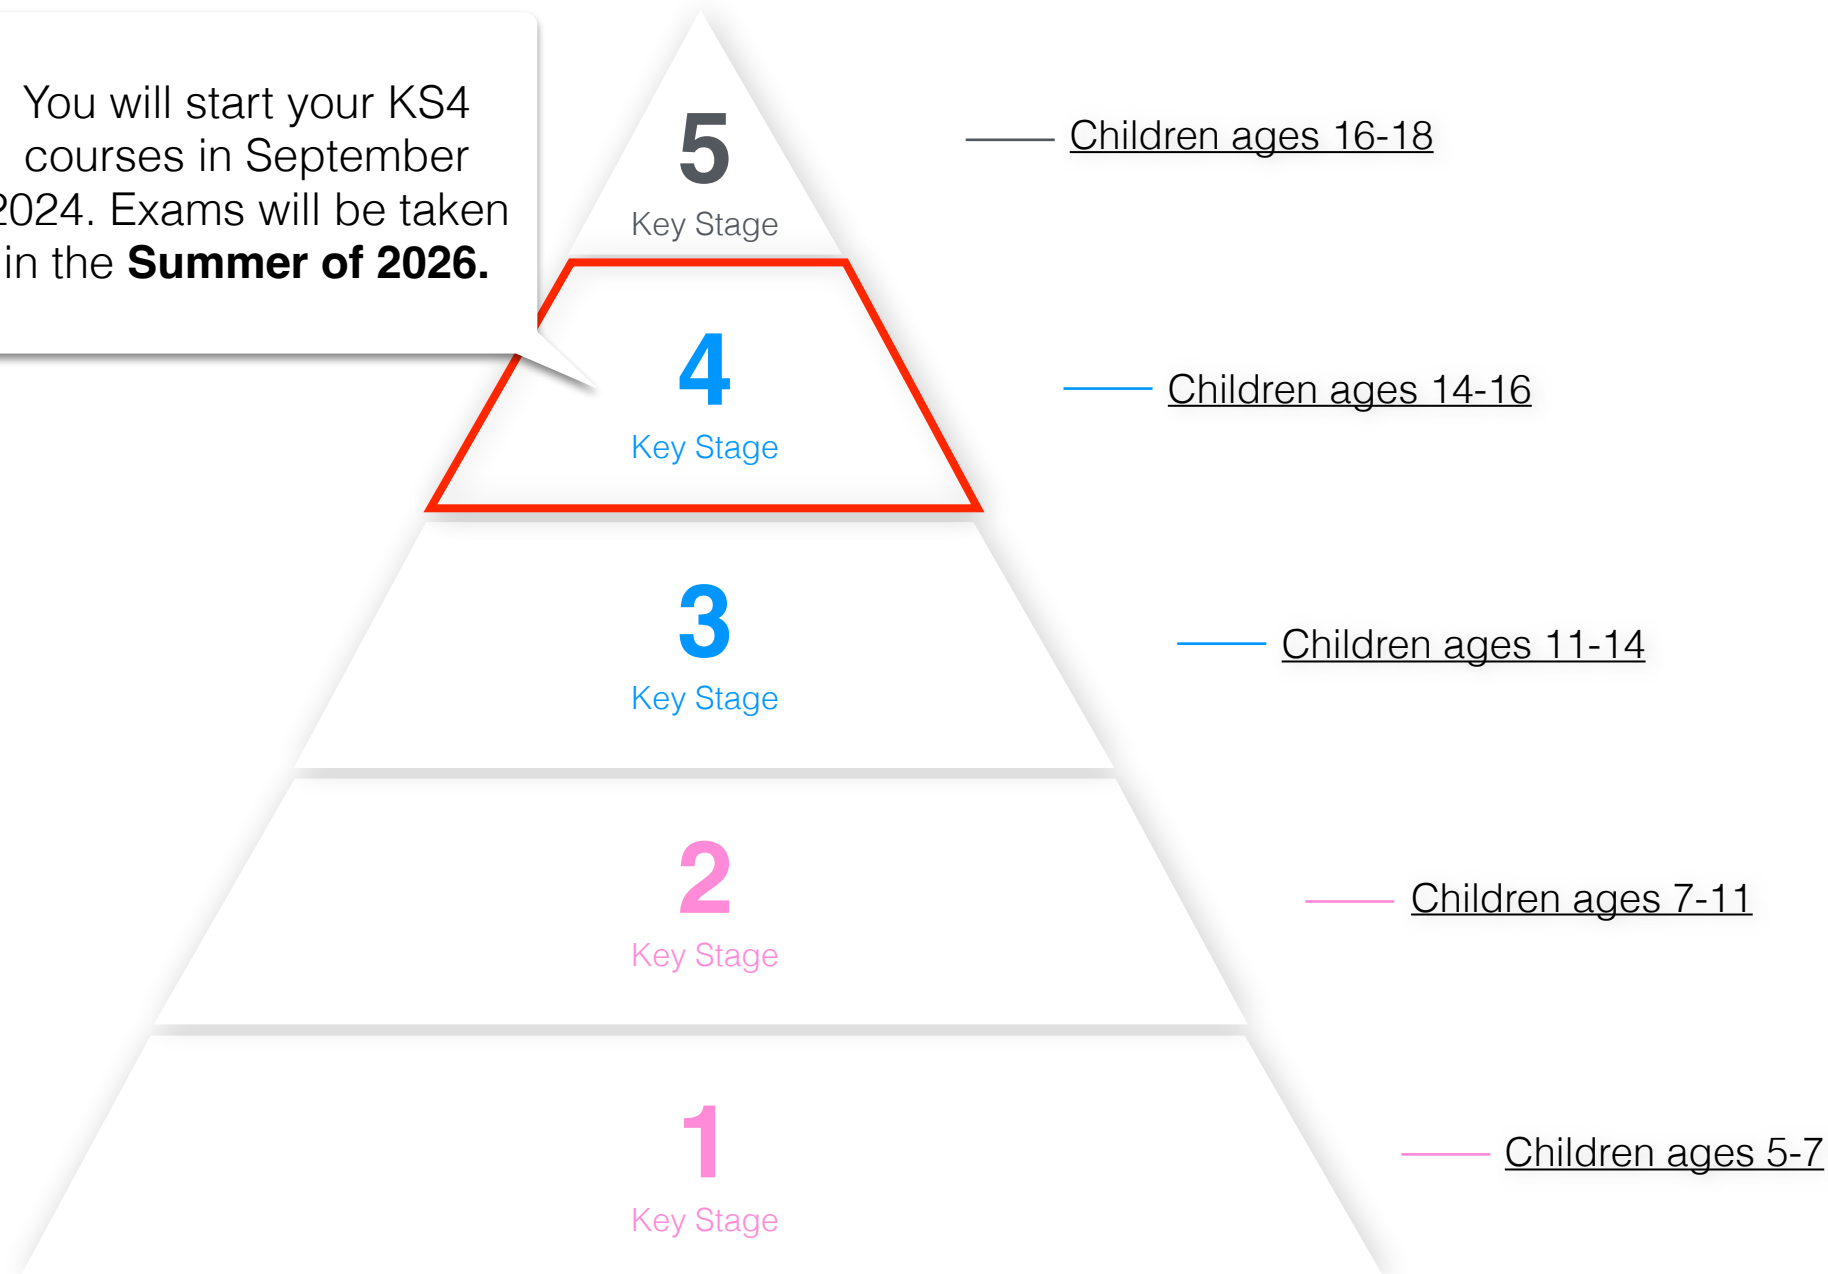 You will start your KS4
courses in September
2024. Exams will be taken
in the Summer of 2026.
5
Key Stage
Children ages 16-18
4
Key Stage
Children ages 14-16
3
Key Stage
Children ages 11-14
2
Key Stage
Children ages 7-11
1
Key Stage
Children ages 5-7